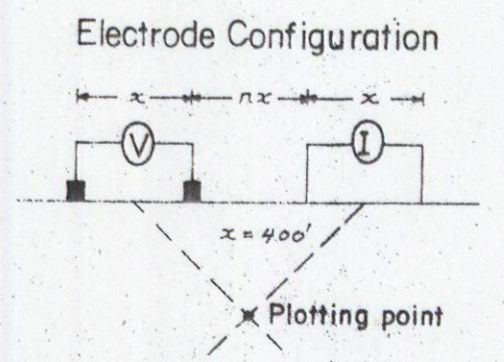 Electrode Configuration
x nx x
V I
x = 400'
Plotting point